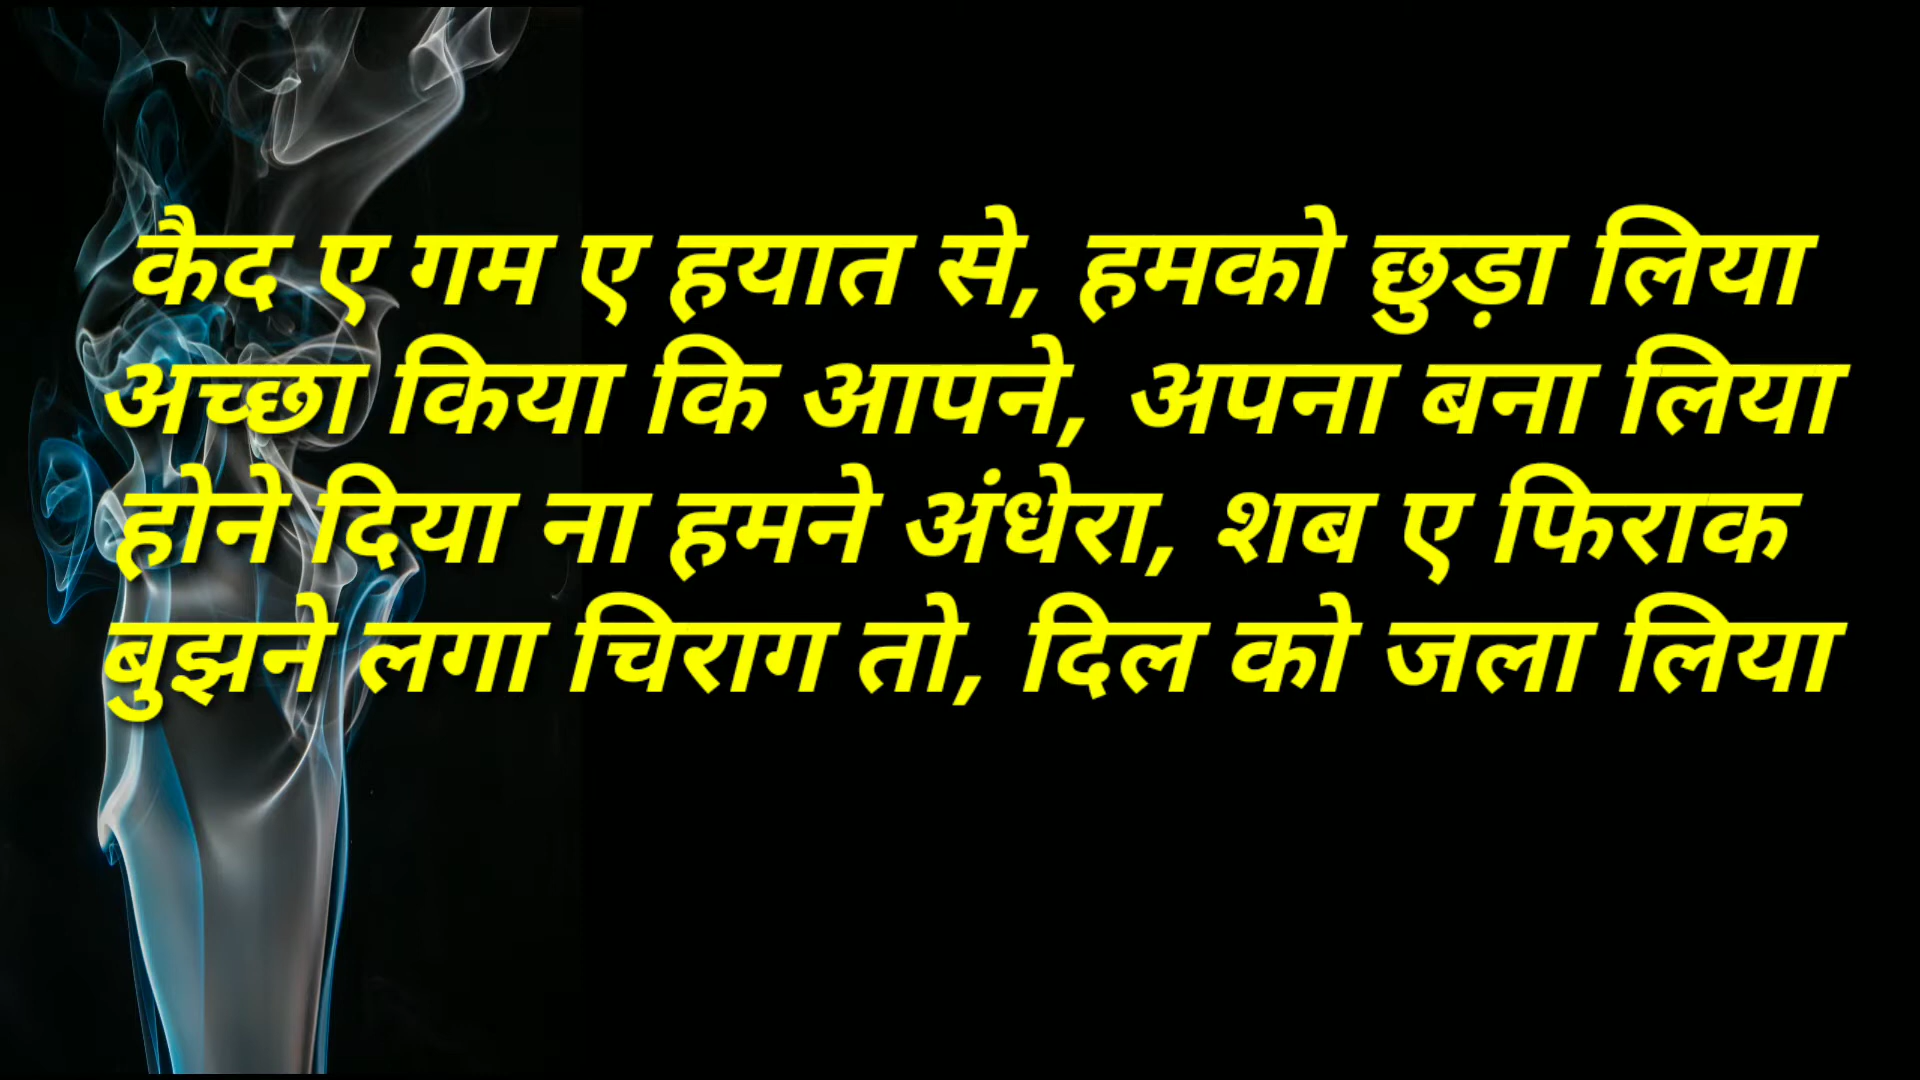 कैद ए गम ए हयात से, हमको छुड़ा लिया
अच्छा किया कि आपने, अपना बना लिया
होने दिया ना हमने अंधेरा, शब ए फिराक
बुझने लगा चिराग तो, दिल को जला लिया